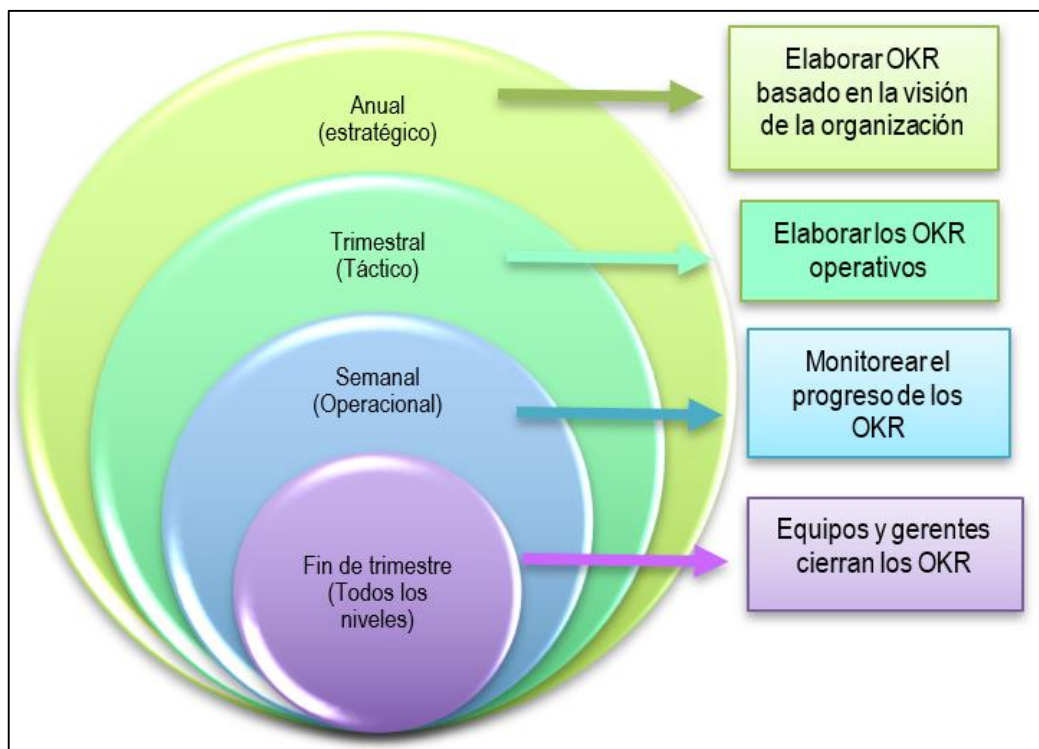 Anual
(estratégico)
Elaborar OKR
basado en la visión
de la organización
Trimestral
(Táctico)
Elaborar los OKR
operativos
Semanal
(Operacional)
Monitorear el
progreso de los
OKR
Fin de trimestre
(Todos los
niveles)
Equipos y gerentes
cierran los OKR